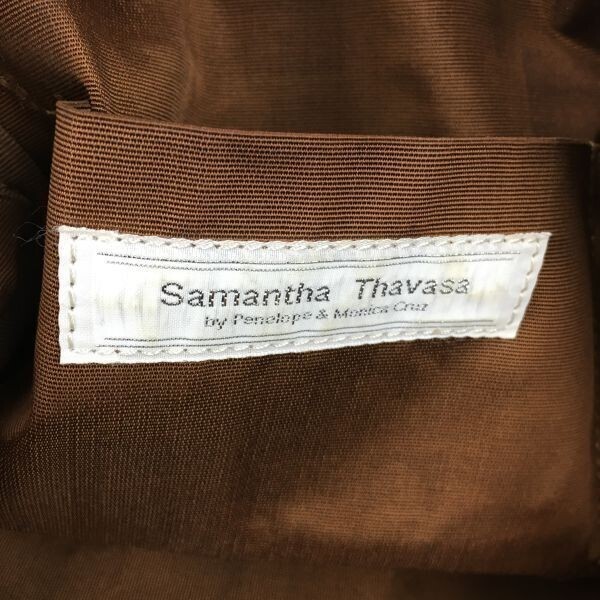 Samantha Thavasa
by Penelope & Monica Cruz